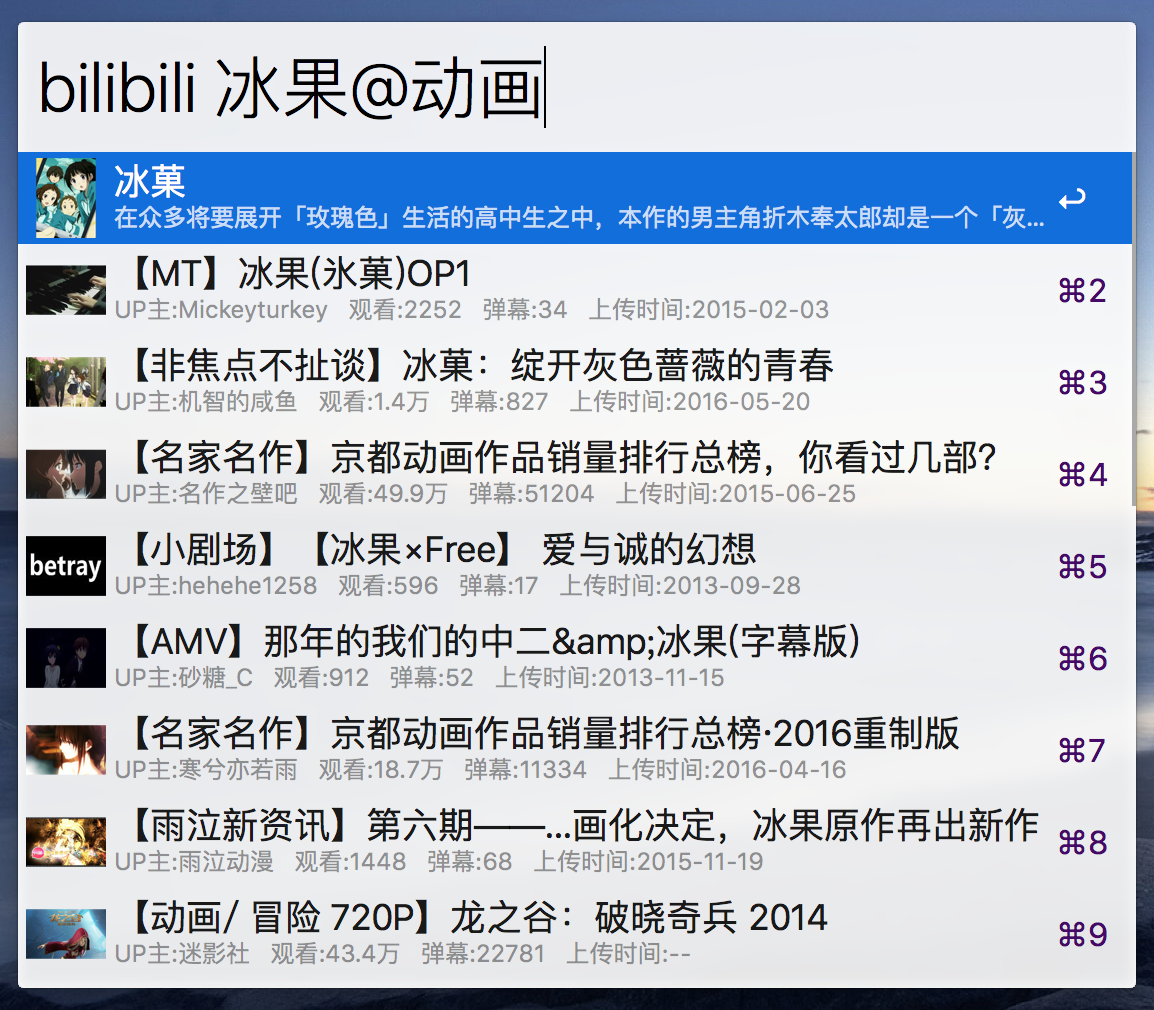 bilibili 冰果@动画
冰菓
在众多将要展开「玫瑰色」生活的高中生之中，本作的男主角折木奉太郎却是一个「灰...
【MT】冰果(氷菓)OP1
UP主:Mickeyturkey 观看:2252 弹幕:34 上传时间:2015-02-03
⌘2
【非焦点不扯谈】冰菓：绽开灰色蔷薇的青春
UP主:机智的咸鱼 观看:1.4万 弹幕:827 上传时间:2016-05-20
⌘3
【名家名作】京都动画作品销量排行总榜，你看过几部?
UP主:名作之壁吧 观看:49.9万 弹幕:51204 上传时间:2015-06-25
⌘4
betray
【小剧场】【冰果×Free】 爱与诚的幻想
UP主:hehehe1258 观看:596 弹幕:17 上传时间:2013-09-28
⌘5
【AMV】那年的我们的中二&amp;冰果(字幕版)
UP主:砂糖_C 观看:912 弹幕:52 上传时间:2013-11-15
⌘6
【名家名作】京都动画作品销量排行总榜·2016重制版
UP主:寒兮亦若雨 观看:18.7万 弹幕:11334 上传时间:2016-04-16
⌘7
【雨泣新资讯】第六期——...画化决定，冰果原作再出新作
UP主:雨泣动漫 观看:1448 弹幕:68 上传时间:2015-11-19
⌘8
【动画/ 冒险 720P】龙之谷：破晓奇兵 2014
UP主:迷影社 观看:43.4万 弹幕:22781 上传时间:--
⌘9